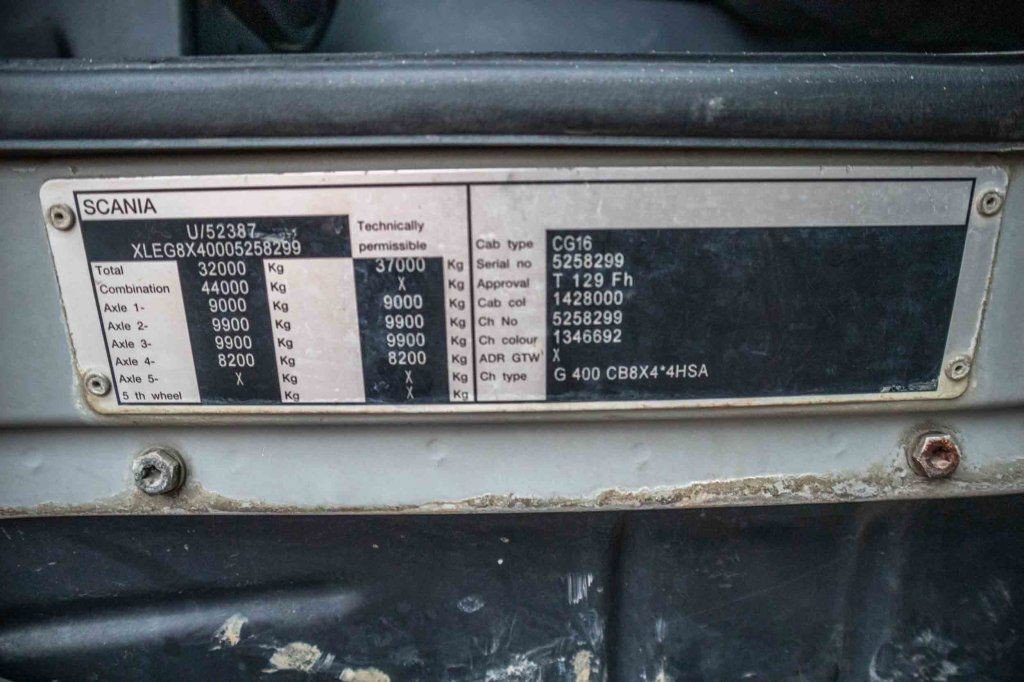 SCANIA
U/52387
XLEG8X40005258299
Technically
permissible
Total 32000 Kg 37000 Kg
Combination 44000 Kg X Kg
Axle 1- 9000 Kg 9000 Kg
Axle 2- 9900 Kg 9900 Kg
Axle 3- 9900 Kg 9900 Kg
Axle 4- 8200 Kg 8200 Kg
Axle 5- X Kg X Kg
5 th wheel Kg X Kg
Cab type CG16
Serial no 5258299
Approval T 129 Fh
Cab col 1428000
Ch No 5258299
Ch colour 1346692
ADR GTW X
Ch type G 400 CB8X4*4HSA